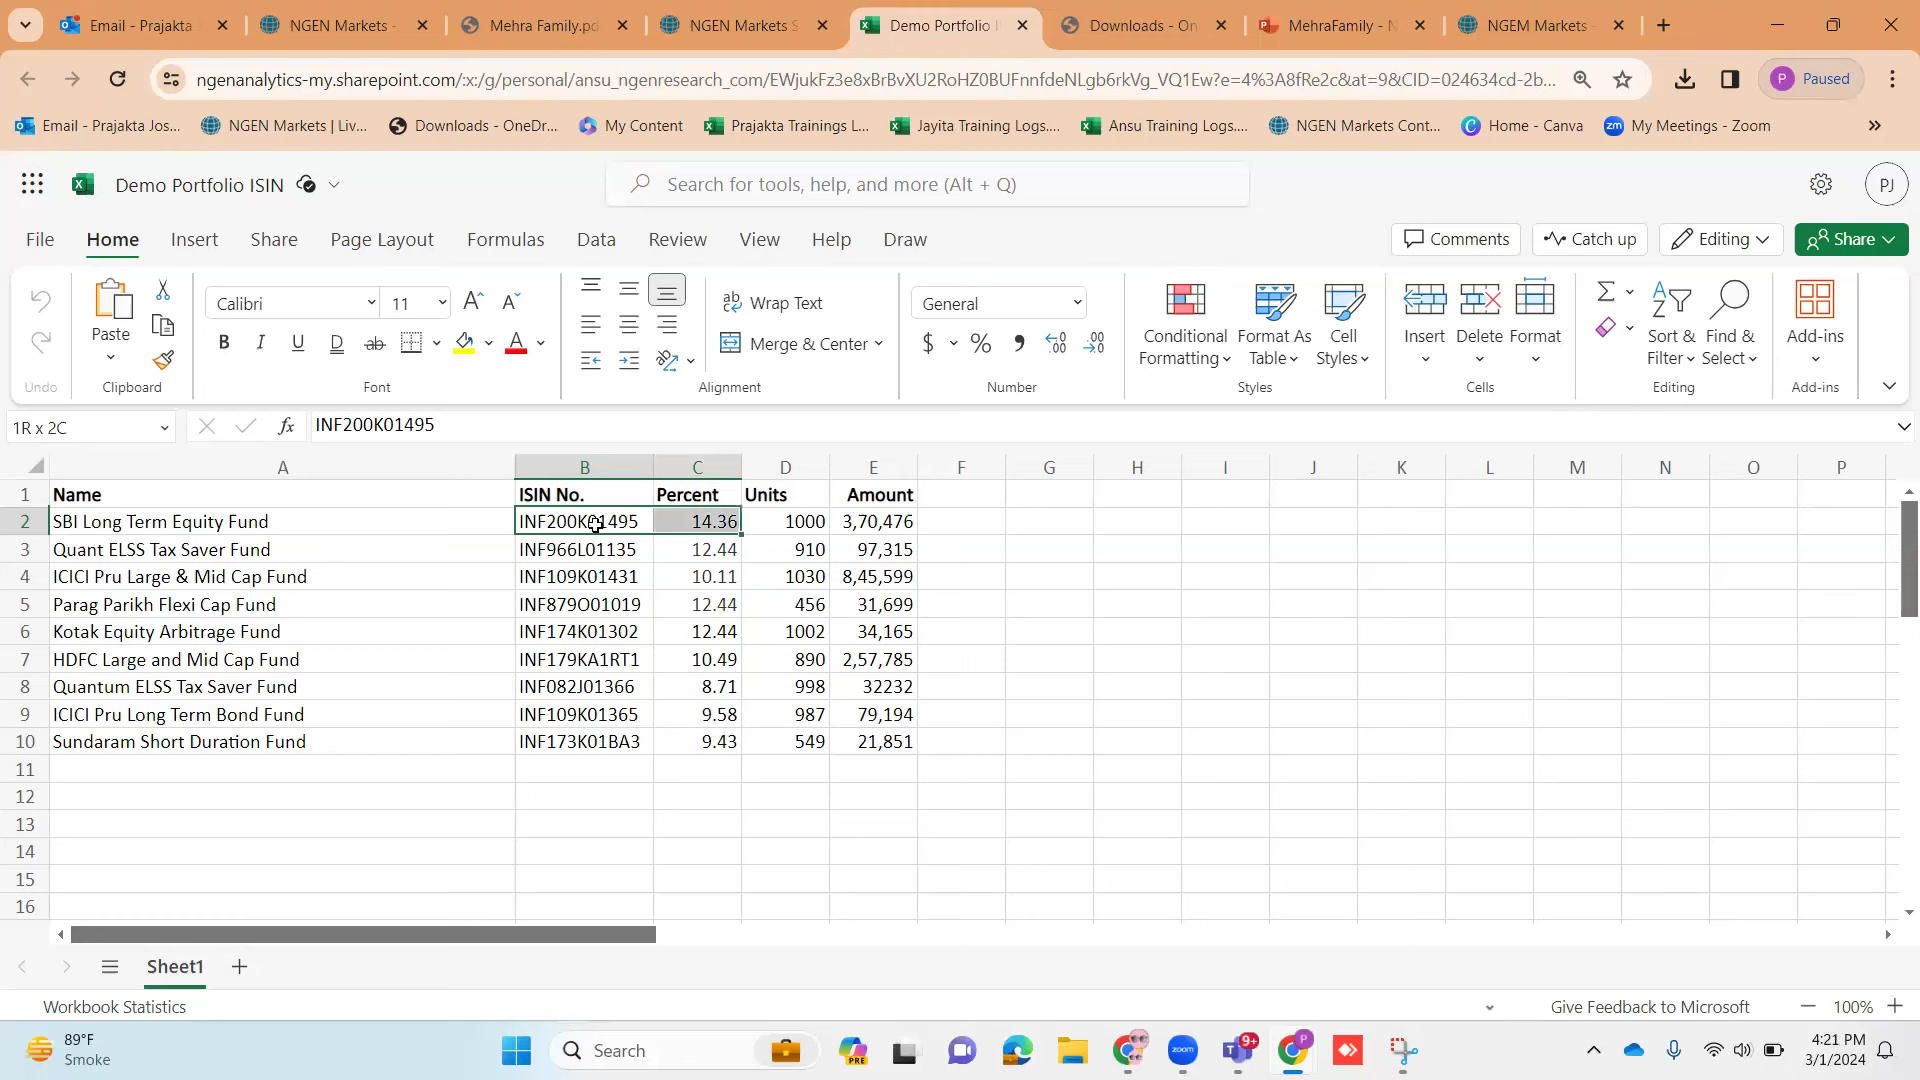 Email - Prajakta
NGEN Markets -
Mehra Family.pd
NGEN Markets S
Demo Portfolio I
Downloads - On
MehraFamily - N
NGEM Markets -
ngenanalytics-my.sharepoint.com/:x:/g/personal/ansu_ngenresearch_com/EWjukFz3e8xBrBvXU2RoHZ0BUFnnfdeNLgb6rkVg_VQ1Ew?e=4%3A8fRe2c&at=9&CID=024634cd-2b...
P Paused
Email - Prajakta Jos...
NGEN Markets | Liv...
Downloads - OneDr...
My Content
Prajakta Trainings L...
Jayita Training Logs....
Ansu Training Logs....
NGEN Markets Cont...
Home - Canva
zm My Meetings - Zoom
Demo Portfolio ISIN
Search for tools, help, and more (Alt + Q)
PJ
File Home Insert Share Page Layout Formulas Data Review View Help Draw
Comments Catch up Editing Share
Undo
Paste
Clipboard
Calibri 11
B I U D ab A
Font
Wrap Text
Merge & Center
Alignment
General
$ % 9 .00 .00
Number
Conditional Formatting
Format As Table
Cell Styles
Styles
Insert Delete Format
Cells
Sort & Filter
Find & Select
Editing
Add-ins
Add-ins
1R x 2C fx INF200K01495
A B C D E F G H I J K L M N O P
1 Name ISIN No. Percent Units Amount
2 SBI Long Term Equity Fund INF200K01495 14.36 1000 3,70,476
3 Quant ELSS Tax Saver Fund INF966L01135 12.44 910 97,315
4 ICICI Pru Large & Mid Cap Fund INF109K01431 10.11 1030 8,45,599
5 Parag Parikh Flexi Cap Fund INF879O01019 12.44 456 31,699
6 Kotak Equity Arbitrage Fund INF174K01302 12.44 1002 34,165
7 HDFC Large and Mid Cap Fund INF179KA1RT1 10.49 890 2,57,785
8 Quantum ELSS Tax Saver Fund INF082J01366 8.71 998 32232
9 ICICI Pru Long Term Bond Fund INF109K01365 9.58 987 79,194
10 Sundaram Short Duration Fund INF173K01BA3 9.43 549 21,851
11
12
13
14
15
16
Sheet1
Workbook Statistics
Give Feedback to Microsoft
100%
89°F
Smoke
Search
PRE
zoom
9+
P
4:21 PM
3/1/2024